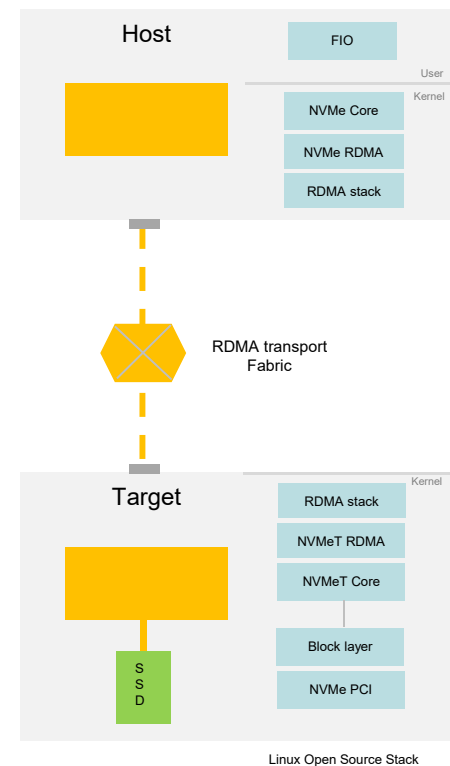 Host
FIO
User
Kernel
NVMe Core
NVMe RDMA
RDMA stack
RDMA transport
Fabric
Target
Kernel
RDMA stack
NVMeT RDMA
NVMeT Core
Block layer
NVMe PCI
S
S
D
Linux Open Source Stack